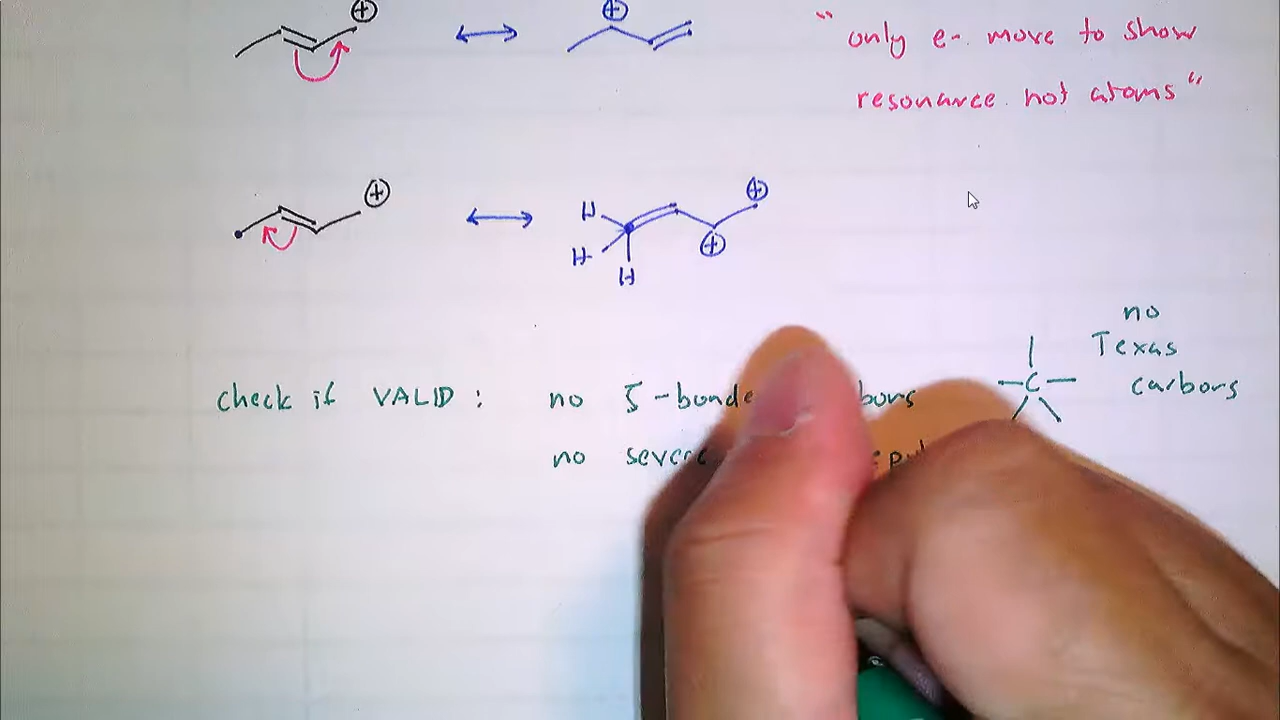 ⊕ ⊕
"only e- move to show
resonance not atoms"
⊕ ⊕
H
⊕
H
H
no
Texas
carbons
C
check if VALID : no 5-bonde bons
no severe